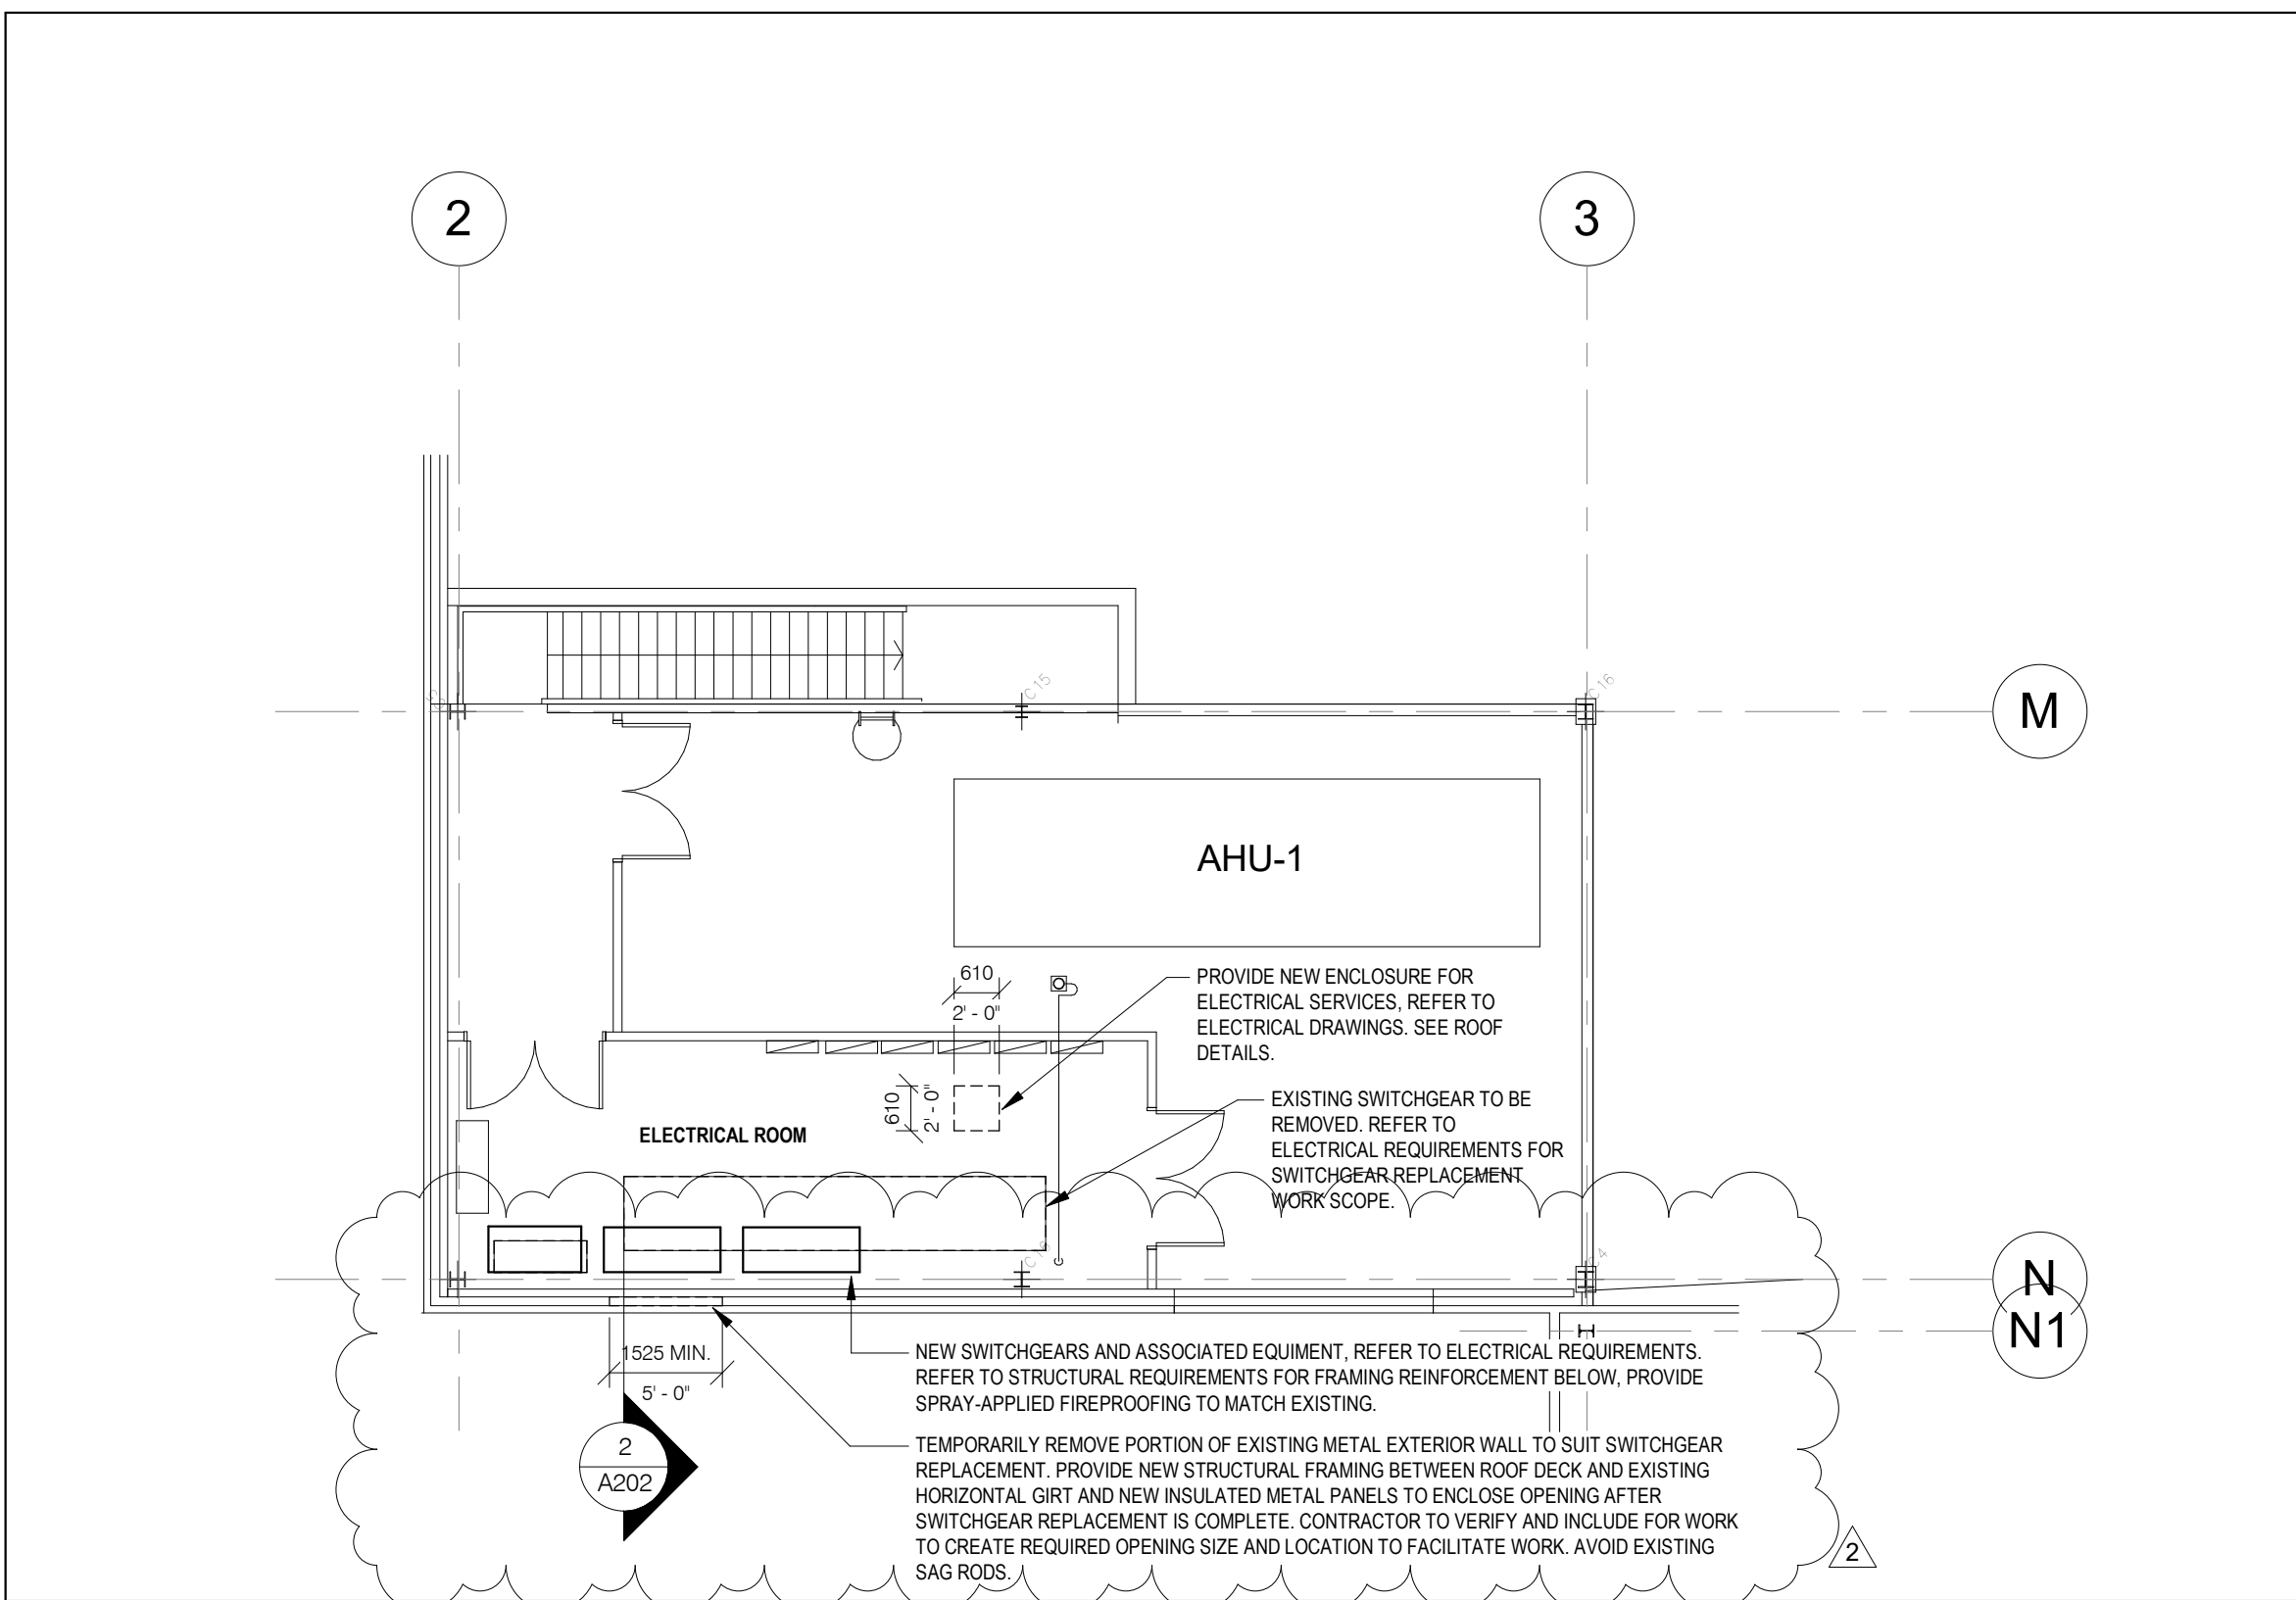 2
3
C15
C16
M
AHU-1
610
2' - 0"
PROVIDE NEW ENCLOSURE FOR
ELECTRICAL SERVICES, REFER TO
ELECTRICAL DRAWINGS. SEE ROOF
DETAILS.
610
2' - 0"
EXISTING SWITCHGEAR TO BE
REMOVED. REFER TO
ELECTRICAL REQUIREMENTS FOR
SWITCHGEAR REPLACEMENT
WORK SCOPE.
ELECTRICAL ROOM
N
N1
1525 MIN.
5' - 0"
NEW SWITCHGEARS AND ASSOCIATED EQUIMENT, REFER TO ELECTRICAL REQUIREMENTS.
REFER TO STRUCTURAL REQUIREMENTS FOR FRAMING REINFORCEMENT BELOW, PROVIDE
SPRAY-APPLIED FIREPROOFING TO MATCH EXISTING.
2
A202
TEMPORARILY REMOVE PORTION OF EXISTING METAL EXTERIOR WALL TO SUIT SWITCHGEAR
REPLACEMENT. PROVIDE NEW STRUCTURAL FRAMING BETWEEN ROOF DECK AND EXISTING
HORIZONTAL GIRT AND NEW INSULATED METAL PANELS TO ENCLOSE OPENING AFTER
SWITCHGEAR REPLACEMENT IS COMPLETE. CONTRACTOR TO VERIFY AND INCLUDE FOR WORK
TO CREATE REQUIRED OPENING SIZE AND LOCATION TO FACILITATE WORK. AVOID EXISTING
SAG RODS.
2